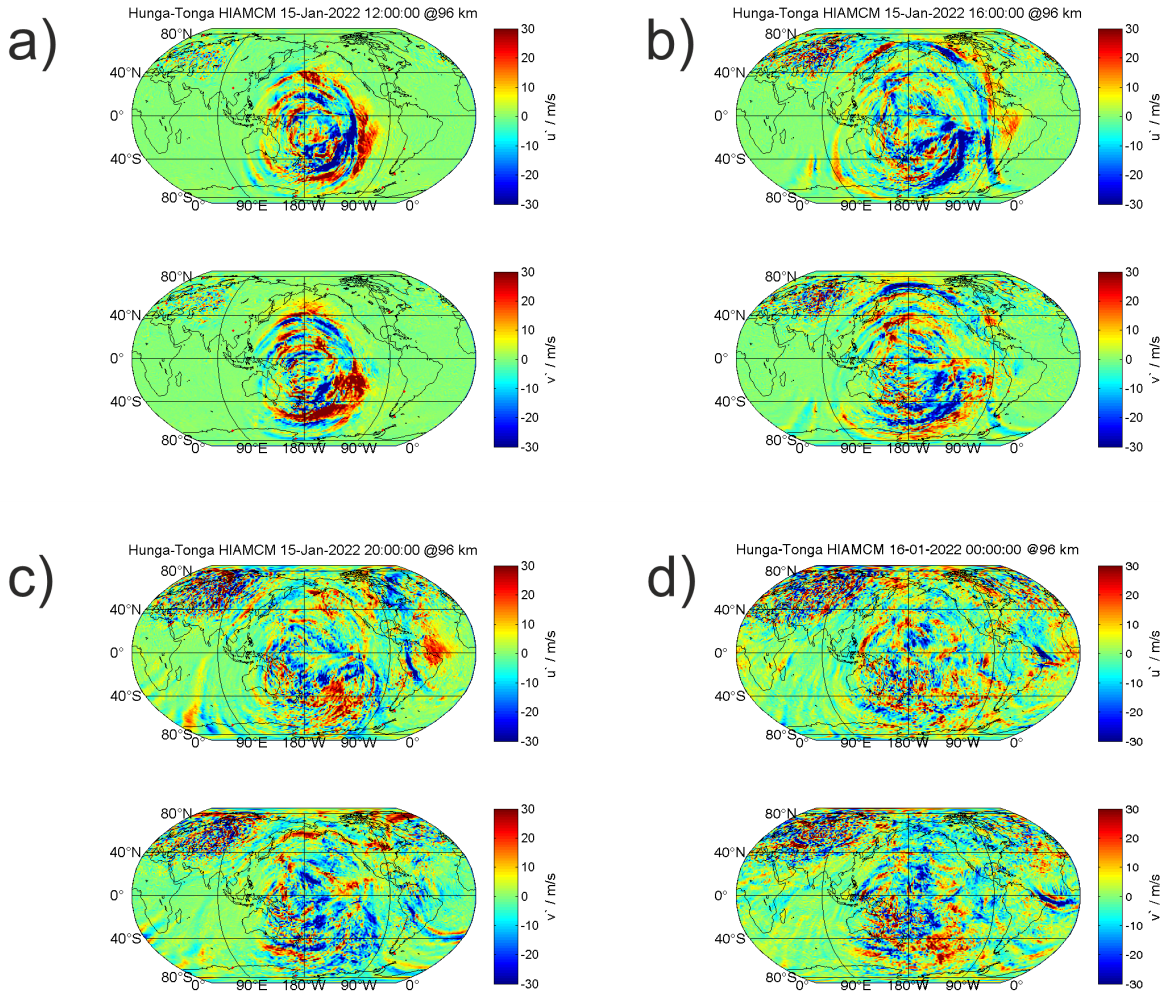 a)
Hunga-Tonga HIAMCM 15-Jan-2022 12:00:00 @96 km
80°N
40°N
0°
40°S
80°S
0°
90°E
180°W
90°W
0°
30
20
10
0
-10
-20
-30
u` / m/s
80°N
40°N
0°
40°S
80°S
0°
90°E
180°W
90°W
0°
30
20
10
0
-10
-20
-30
v` / m/s
b)
Hunga-Tonga HIAMCM 15-Jan-2022 16:00:00 @96 km
80°N
40°N
0°
40°S
80°S
0°
90°E
180°W
90°W
0°
30
20
10
0
-10
-20
-30
u` / m/s
80°N
40°N
0°
40°S
80°S
0°
90°E
180°W
90°W
0°
30
20
10
0
-10
-20
-30
v` / m/s
c)
Hunga-Tonga HIAMCM 15-Jan-2022 20:00:00 @96 km
80°N
40°N
0°
40°S
80°S
0°
90°E
180°W
90°W
0°
30
20
10
0
-10
-20
-30
u` / m/s
80°N
40°N
0°
40°S
80°S
0°
90°E
180°W
90°W
0°
30
20
10
0
-10
-20
-30
v` / m/s
d)
Hunga-Tonga HIAMCM 16-01-2022 00:00:00 @96 km
80°N
40°N
0°
40°S
80°S
0°
90°E
180°W
90°W
0°
30
20
10
0
-10
-20
-30
u` / m/s
80°N
40°N
0°
40°S
80°S
0°
90°E
180°W
90°W
0°
30
20
10
0
-10
-20
-30
v` / m/s